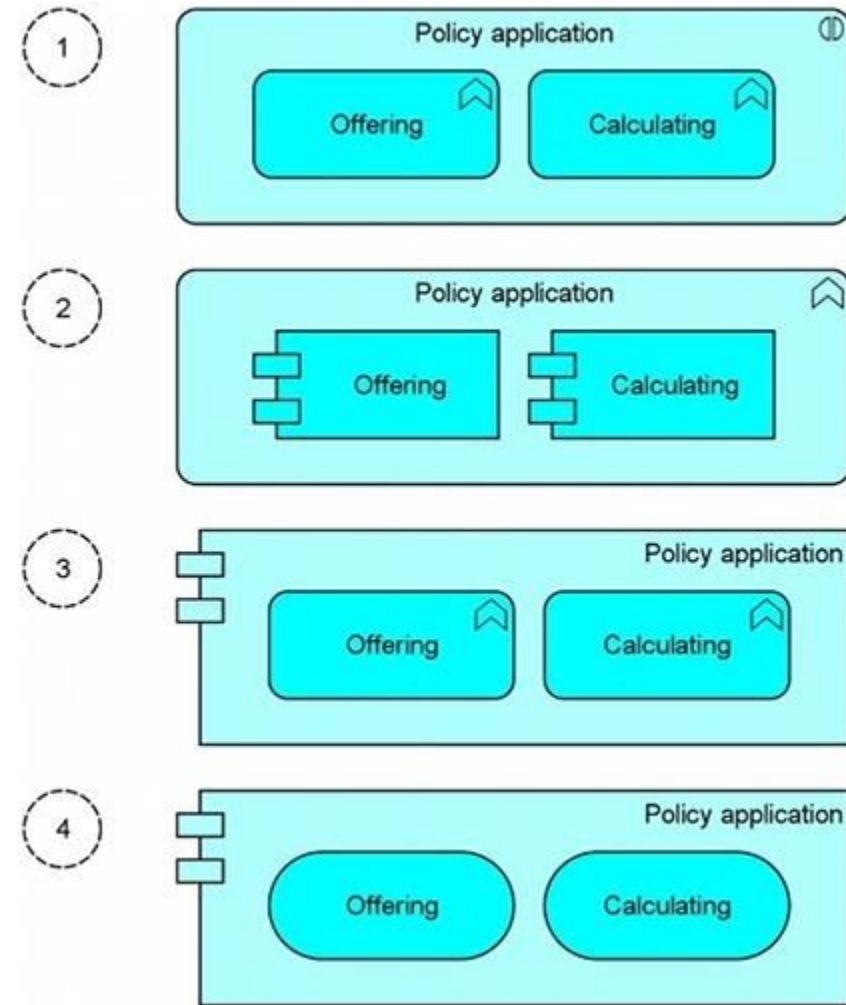 1
Policy application
Offering
Calculating
2
Policy application
Offering
Calculating
3
Policy application
Offering
Calculating
4
Policy application
Offering
Calculating